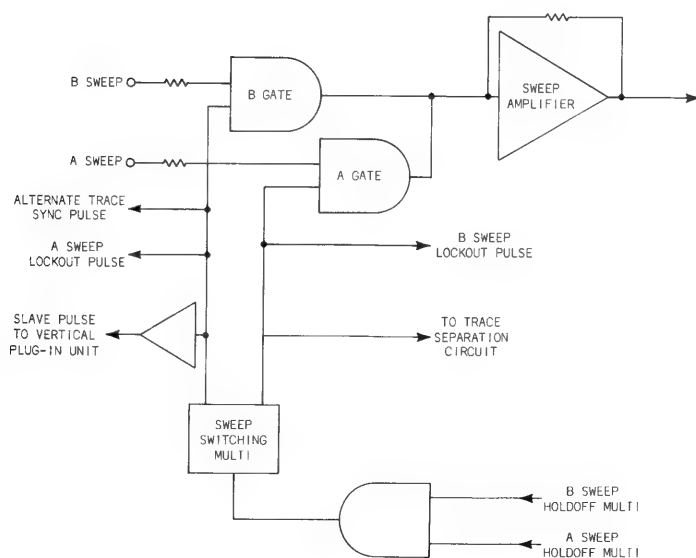 B SWEEP
B GATE
SWEEP
AMPLIFIER
A SWEEP
A GATE
ALTERNATE TRACE
SYNC PULSE
A SWEEP
LOCKOUT PULSE
B SWEEP
LOCKOUT PULSE
SLAVE PULSE
TO VERTICAL
PLUG-IN UNIT
TO TRACE
SEPARATION
CIRCUIT
SWEEP
SWITCHING
MULTI
B SWEEP
HOLDOFF MULTI
A SWEEP
HOLDOFF MULTI